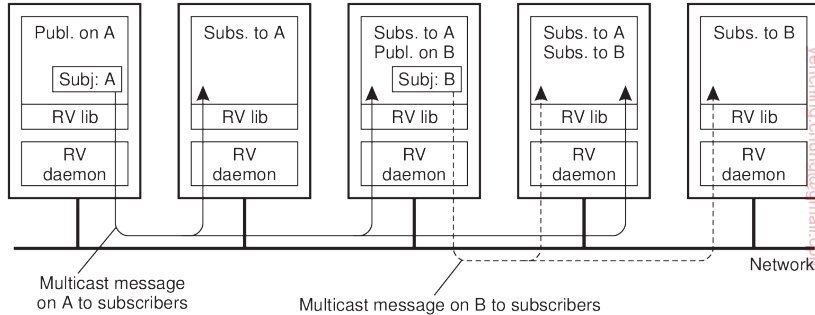 Publ. on A
Subj: A
RV lib
RV
daemon
Subs. to A
RV lib
RV
daemon
Subs. to A
Publ. on B
Subj: B
RV lib
RV
daemon
Subs. to A
Subs. to B
RV lib
RV
daemon
Subs. to B
RV lib
RV
daemon
Network
Multicast message
on A to subscribers
Multicast message on B to subscribers